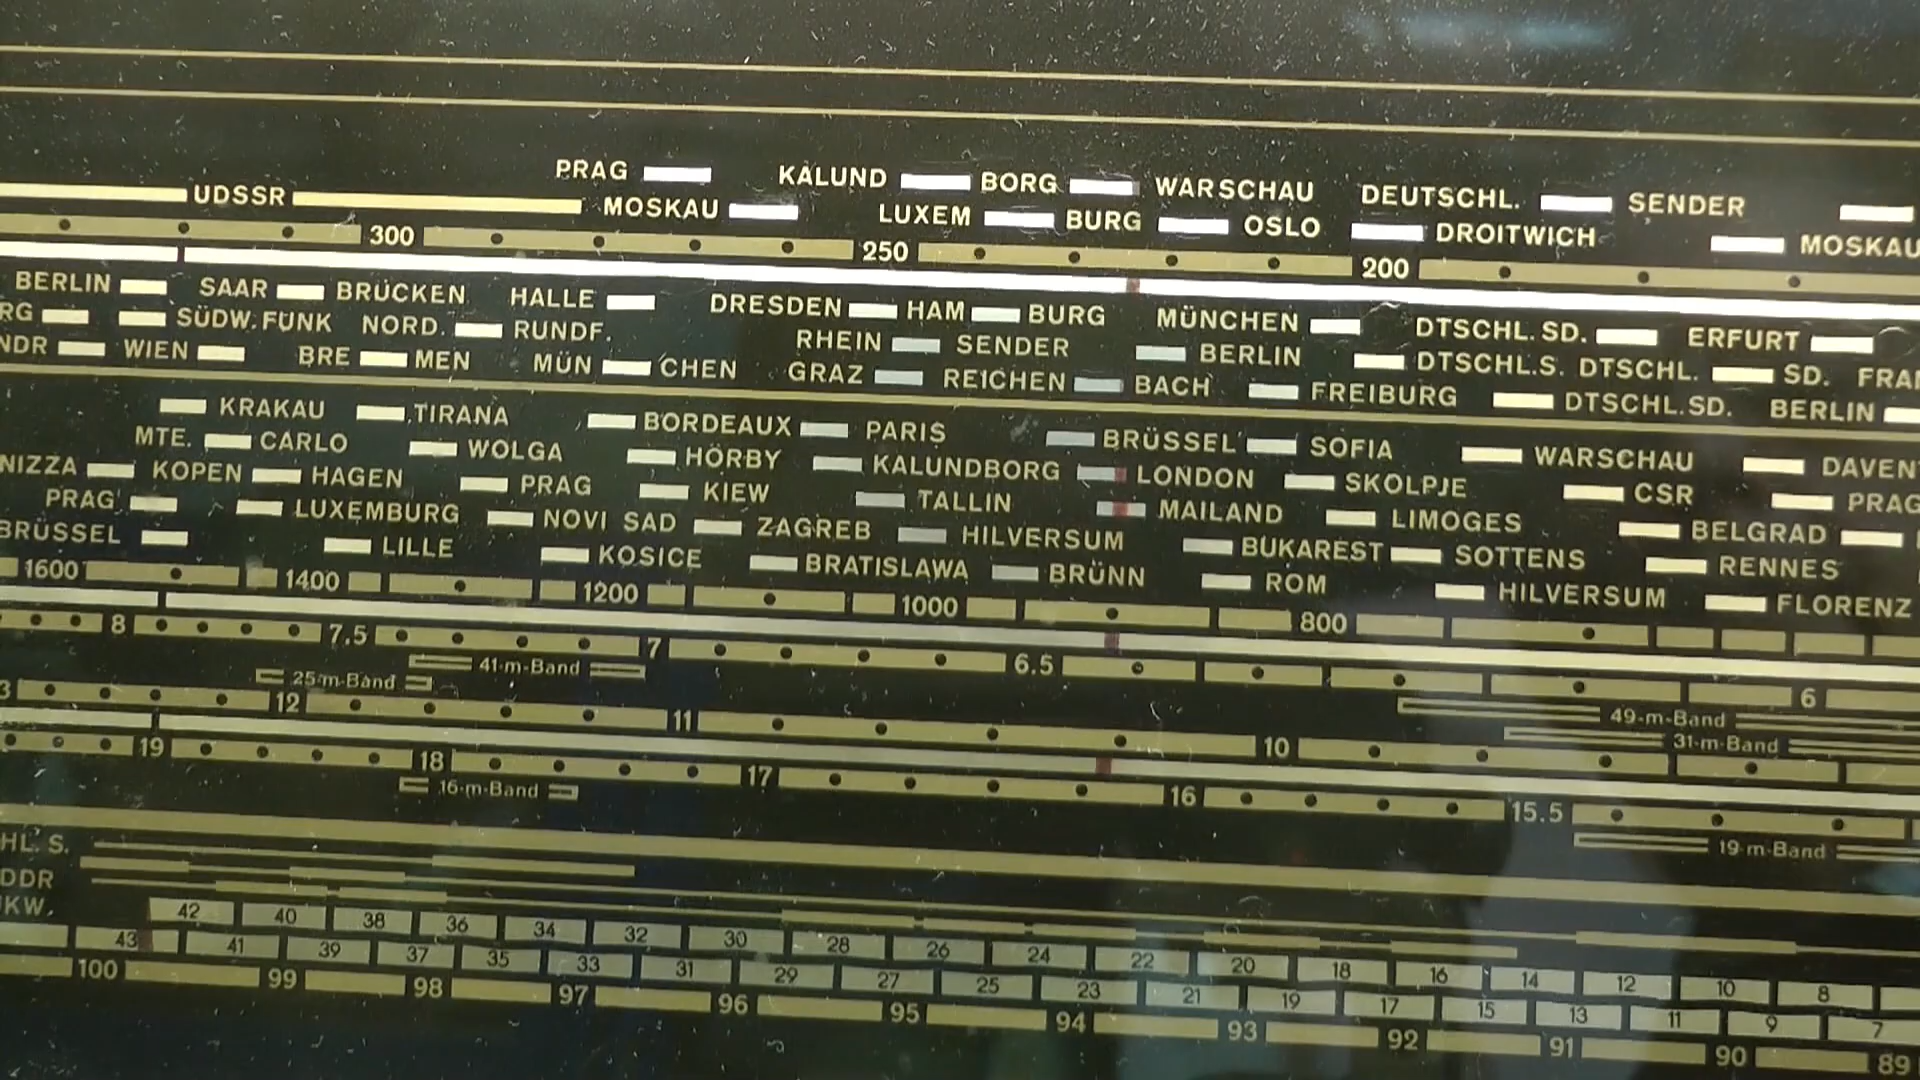 PRAG KALUND BORG WARSCHAU DEUTSCHL. SENDER
UDSSR MOSKAU LUXEM BURG OSLO DROITWICH MOSKAU
300 250 200
BERLIN SAAR BRÜCKEN HALLE DRESDEN HAM BURG MÜNCHEN DTSCHL. SD. ERFURT
RG SÜDW. FUNK NORD. RUNDF. RHEIN SENDER BERLIN DTSCHL.S. DTSCHL. SD. FRA
NDR WIEN BRE MEN MÜN CHEN GRAZ REICHEN BACH FREIBURG DTSCHL.SD. BERLIN
KRAKAU TIRANA BORDEAUX PARIS BRÜSSEL SOFIA WARSCHAU DAVEN
MTE. CARLO WOLGA HÖRBY KALUNDBORG LONDON SKOLPJE CSR PRAG
NIZZA KOPEN HAGEN PRAG KIEW TALLIN MAILAND LIMOGES BELGRAD
PRAG LUXEMBURG NOVI SAD ZAGREB HILVERSUM BUKAREST SOTTENS RENNES
BRÜSSEL LILLE KOSICE BRATISLAWA BRÜNN ROM HILVERSUM FLORENZ
1600 1400 1200 1000 800
8 7.5 7 6.5 6
41-m-Band 49-m-Band
25-m-Band 31-m-Band
3 12 11 10
19 18 17 16 15.5
16-m-Band 19-m-Band
HL. S.
DDR
KW.
42 40 38 36 34 32 30 28 26 24 22 20 18 16 14 12 10 8
43 41 39 37 35 33 31 29 27 25 23 21 19 17 15 13 11 9 7
100 99 98 97 96 95 94 93 92 91 90 89